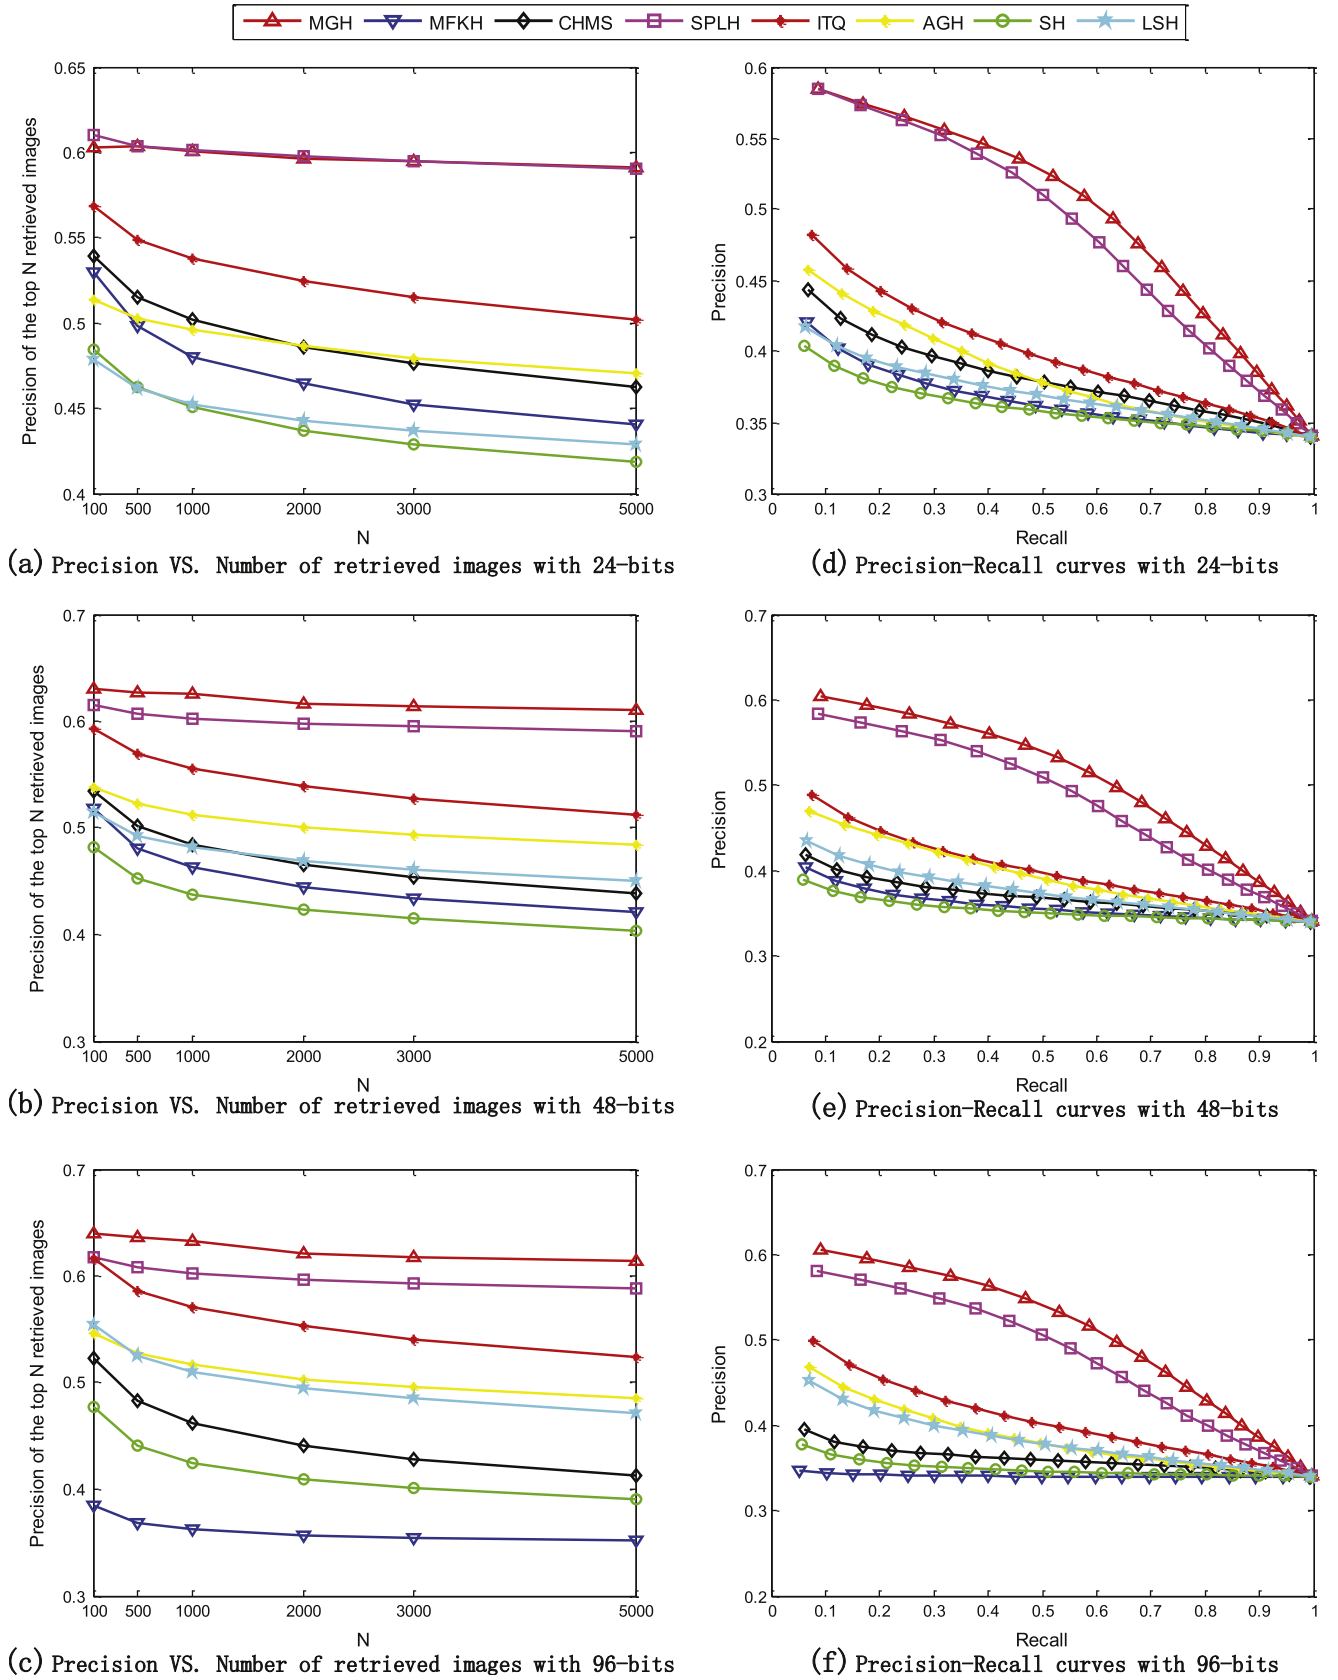 MGH MFKH CHMS SPLH ITQ AGH SH LSH
0.65
0.6
0.55
0.5
0.45
0.4
Precision of the top N retrieved images
100 500 1000 2000 3000 5000
N
(a) Precision VS. Number of retrieved images with 24-bits
0.6
0.55
0.5
0.45
0.4
0.35
0.3
Precision
0 0.1 0.2 0.3 0.4 0.5 0.6 0.7 0.8 0.9 1
Recall
(d) Precision-Recall curves with 24-bits
0.7
0.6
0.5
0.4
0.3
Precision of the top N retrieved images
100 500 1000 2000 3000 5000
N
(b) Precision VS. Number of retrieved images with 48-bits
0.7
0.6
0.5
0.4
0.3
0.2
Precision
0 0.1 0.2 0.3 0.4 0.5 0.6 0.7 0.8 0.9 1
Recall
(e) Precision-Recall curves with 48-bits
0.7
0.6
0.5
0.4
0.3
Precision of the top N retrieved images
100 500 1000 2000 3000 5000
N
(c) Precision VS. Number of retrieved images with 96-bits
0.7
0.6
0.5
0.4
0.3
0.2
Precision
0 0.1 0.2 0.3 0.4 0.5 0.6 0.7 0.8 0.9 1
Recall
(f) Precision-Recall curves with 96-bits